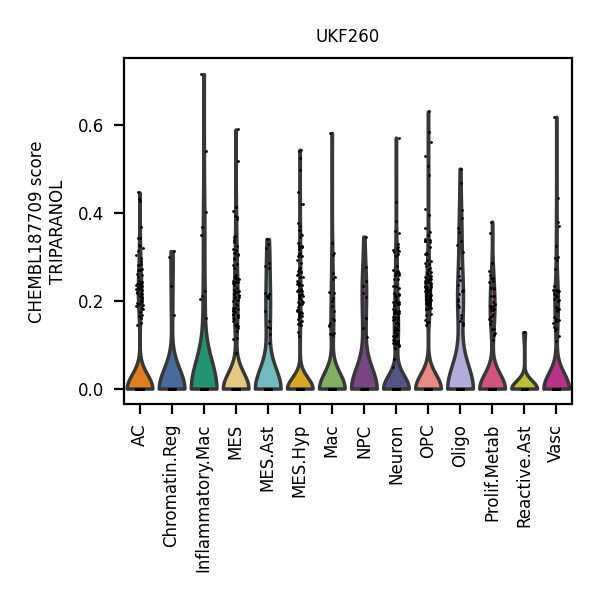 UKF260
CHEMBL187709 score
TRIPARANOL
0.6
0.4
0.2
0.0
AC
Chromatin.Reg
Inflammatory.Mac
MES
MES.Ast
MES.Hyp
Mac
NPC
Neuron
OPC
Oligo
Prolif.Metab
Reactive.Ast
Vasc